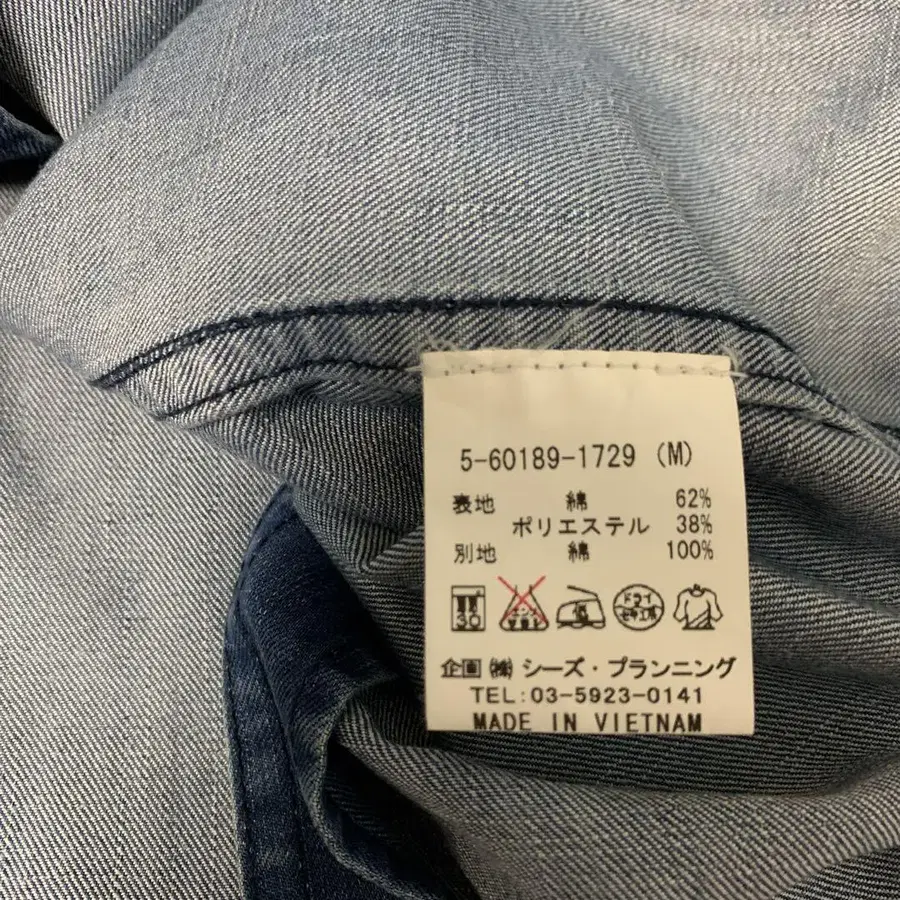 5-60189-1729 (M)
表地 綿 62%
ポリエステル 38%
別地 綿 100%
30 低 ドライ
企画 ㈱ シーズ・プランニング
TEL:03-5923-0141
MADE IN VIETNAM